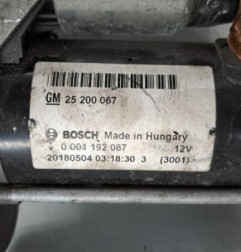 GM 25 200 067
BOSCH Made in Hungary
0 001 192 087 12V
20180504 03:18:30 3 (3001)